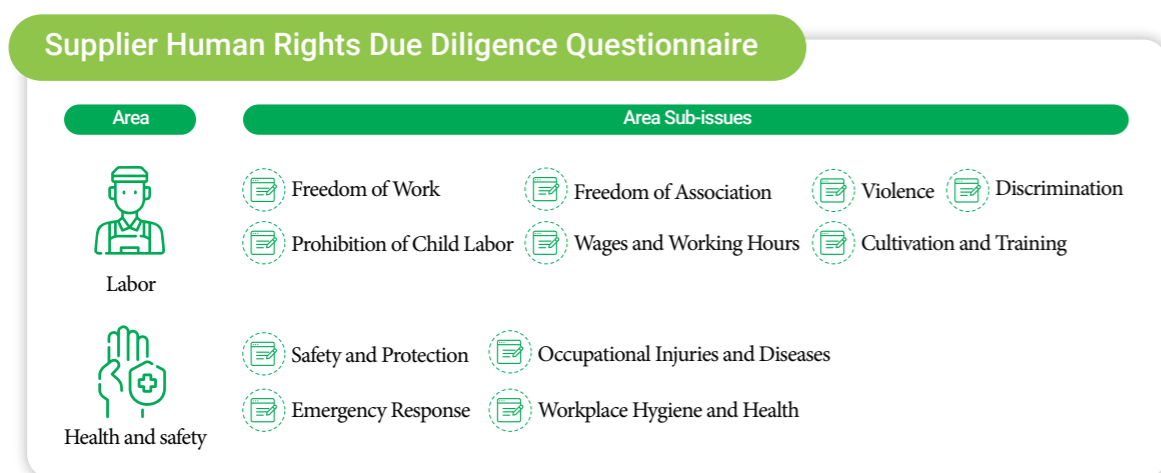 Supplier Human Rights Due Diligence Questionnaire
Area
Area Sub-issues
Freedom of Work
Freedom of Association
Violence
Discrimination
Prohibition of Child Labor
Wages and Working Hours
Cultivation and Training
Labor
Safety and Protection
Occupational Injuries and Diseases
Emergency Response
Workplace Hygiene and Health
Health and safety